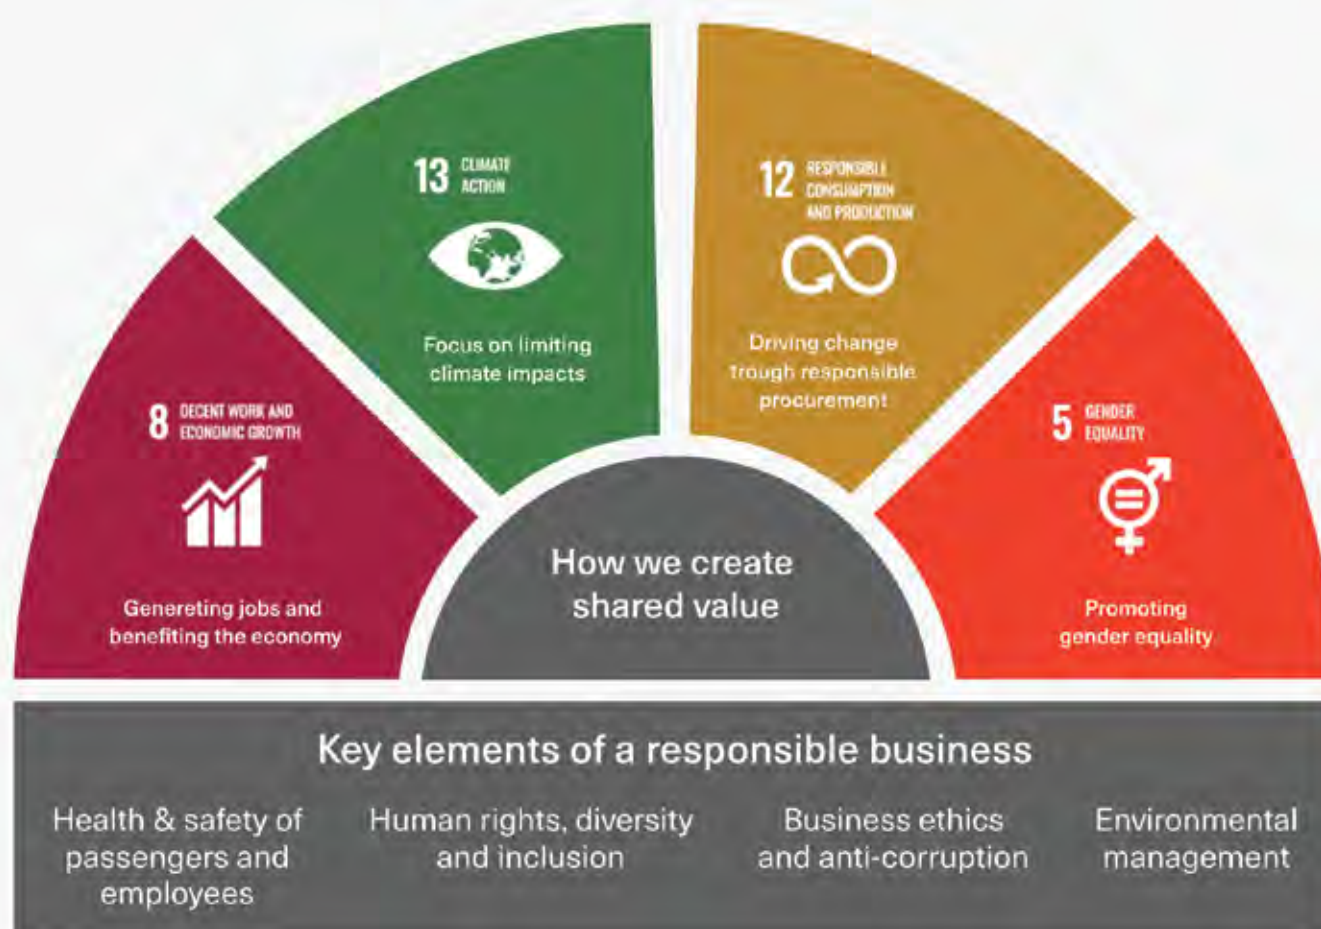 13 CLIMATE
ACTION
Focus on limiting
climate impacts
12 RESPONSIBLE
CONSUMPTION
AND PRODUCTION
Driving change
trough responsible
procurement
8 DECENT WORK AND
ECONOMIC GROWTH
Genereting jobs and
benefiting the economy
5 GENDER
EQUALITY
Promoting
gender equality
How we create
shared value
Key elements of a responsible business
Health & safety of
passengers and
employees
Human rights, diversity
and inclusion
Business ethics
and anti-corruption
Environmental
management